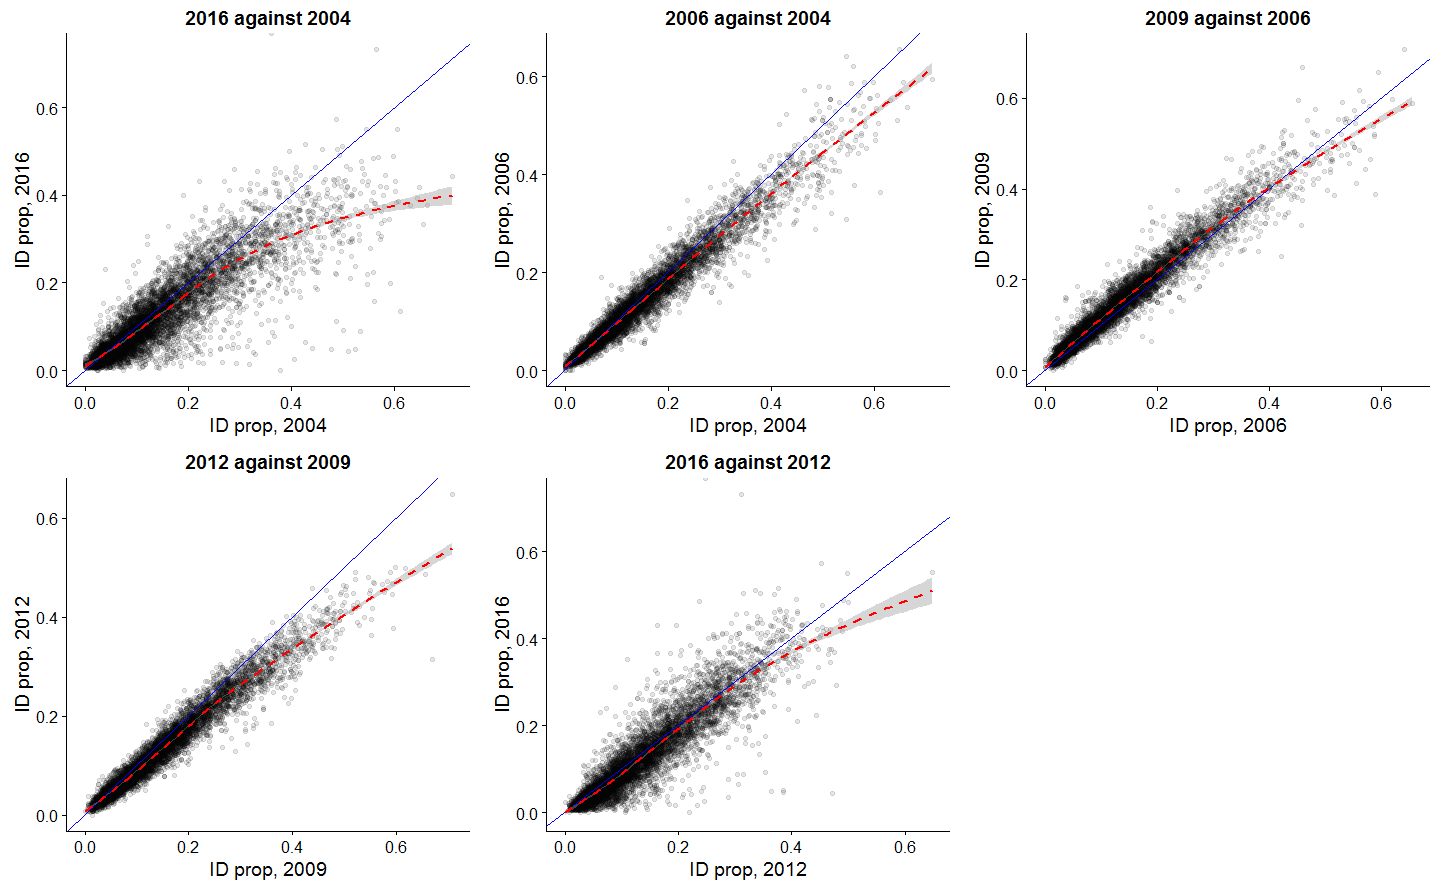 2016 against 2004
ID prop, 2016
0.6
0.4
0.2
0.0
0.0 0.2 0.4 0.6
ID prop, 2004
2006 against 2004
ID prop, 2006
0.6
0.4
0.2
0.0
0.0 0.2 0.4 0.6
ID prop, 2004
2009 against 2006
ID prop, 2009
0.6
0.4
0.2
0.0
0.0 0.2 0.4 0.6
ID prop, 2006
2012 against 2009
ID prop, 2012
0.6
0.4
0.2
0.0
0.0 0.2 0.4 0.6
ID prop, 2009
2016 against 2012
ID prop, 2016
0.6
0.4
0.2
0.0
0.0 0.2 0.4 0.6
ID prop, 2012